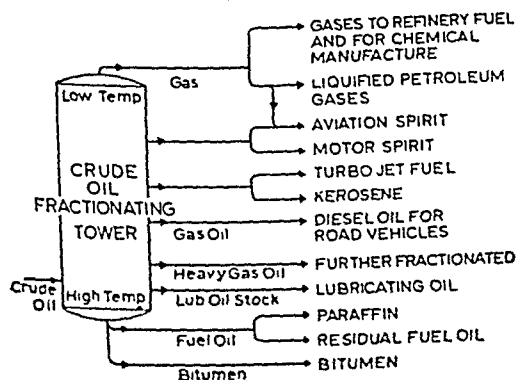 GASES TO REFINERY FUEL
AND FOR CHEMICAL
MANUFACTURE
Gas
Low Temp
LIQUIFIED PETROLEUM
GASES
AVIATION SPIRIT
MOTOR SPIRIT
CRUDE
OIL
FRACTIONATING
TOWER
TURBO JET FUEL
KEROSENE
Gas Oil
DIESEL OIL FOR
ROAD VEHICLES
Heavy Gas Oil
FURTHER FRACTIONATED
Crude
Oil
High Temp
Lub Oil Stock
LUBRICATING OIL
Fuel Oil
PARAFFIN
RESIDUAL FUEL OIL
Bitumen
BITUMEN